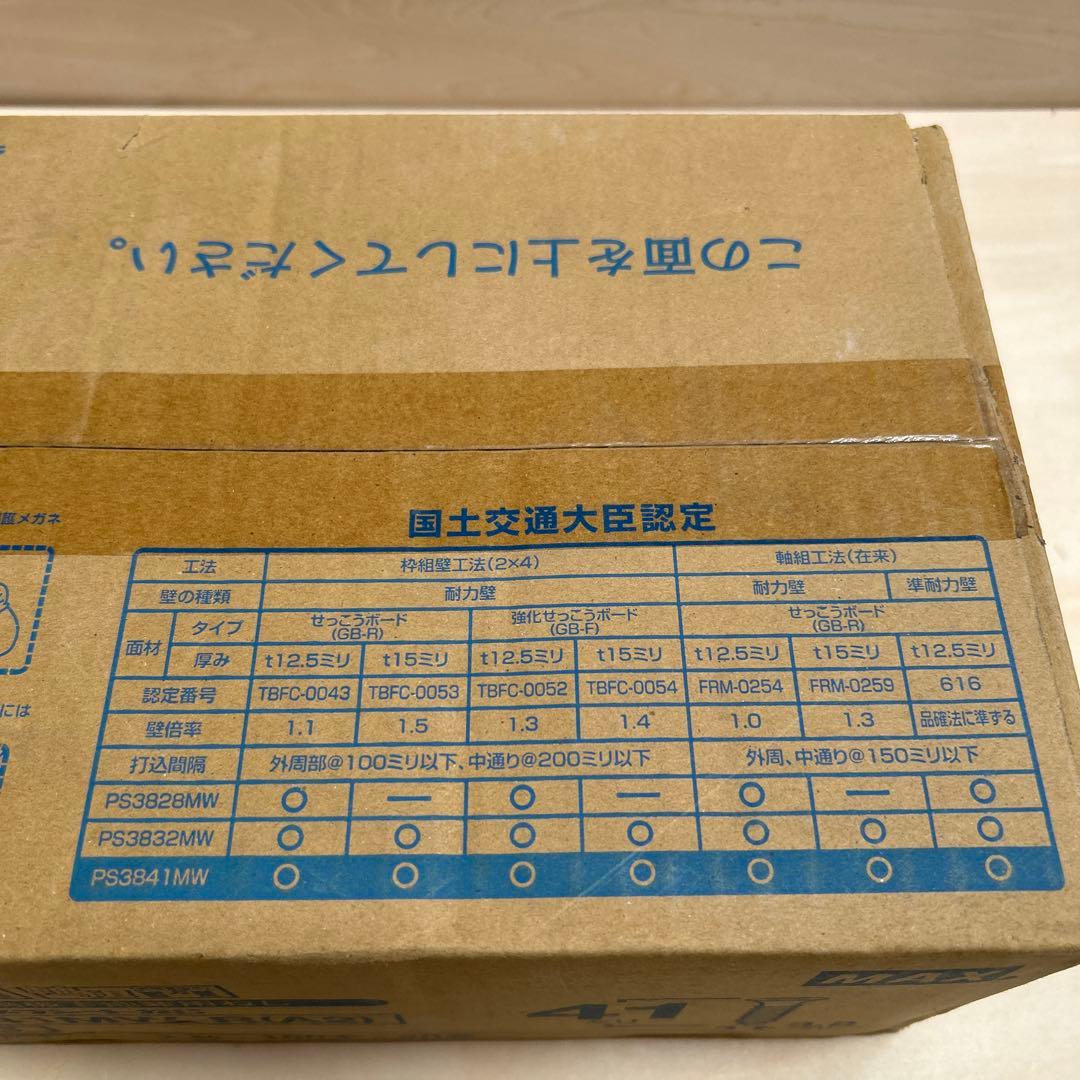 この面を上にしてください。
メガネ
には
国土交通大臣認定
工法 枠組壁工法(2×4) 軸組工法(在来)
壁の種類 耐力壁 耐力壁 準耐力壁
面材 タイプ せっこうボード(GB-R) 強化せっこうボード(GB-F) せっこうボード(GB-R)
厚み t12.5ミリ t15ミリ t12.5ミリ t15ミリ t12.5ミリ t15ミリ t12.5ミリ
認定番号 TBFC-0043 TBFC-0053 TBFC-0052 TBFC-0054 FRM-0254 FRM-0259 616
壁倍率 1.1 1.5 1.3 1.4 1.0 1.3 品確法に準ずる
打込間隔 外周部@100ミリ以下、中通り@200ミリ以下 外周、中通り@150ミリ以下
PS3828MW ○ — ○ — ○ — ○
PS3832MW ○ ○ ○ ○ ○ ○ ○
PS3841MW ○ ○ ○ ○ ○ ○ ○
MAX
41